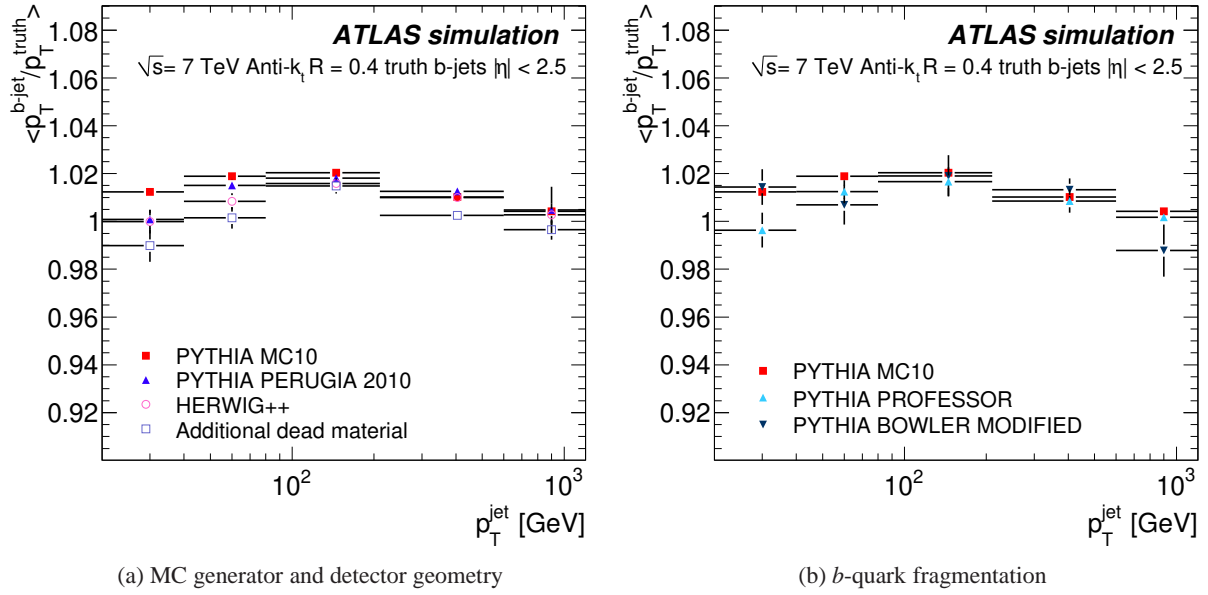 <p_T^b-jet/p_T^truth>
1.08
1.06
1.04
1.02
1
0.98
0.96
0.94
0.92
ATLAS simulation
√s= 7 TeV Anti-k_t R = 0.4 truth b-jets |η| < 2.5
PYTHIA MC10
PYTHIA PERUGIA 2010
HERWIG++
Additional dead material
10^2 10^3
p_T^jet [GeV]
(a) MC generator and detector geometry
<p_T^b-jet/p_T^truth>
1.08
1.06
1.04
1.02
1
0.98
0.96
0.94
0.92
ATLAS simulation
√s= 7 TeV Anti-k_t R = 0.4 truth b-jets |η| < 2.5
PYTHIA MC10
PYTHIA PROFESSOR
PYTHIA BOWLER MODIFIED
10^2 10^3
p_T^jet [GeV]
(b) b-quark fragmentation